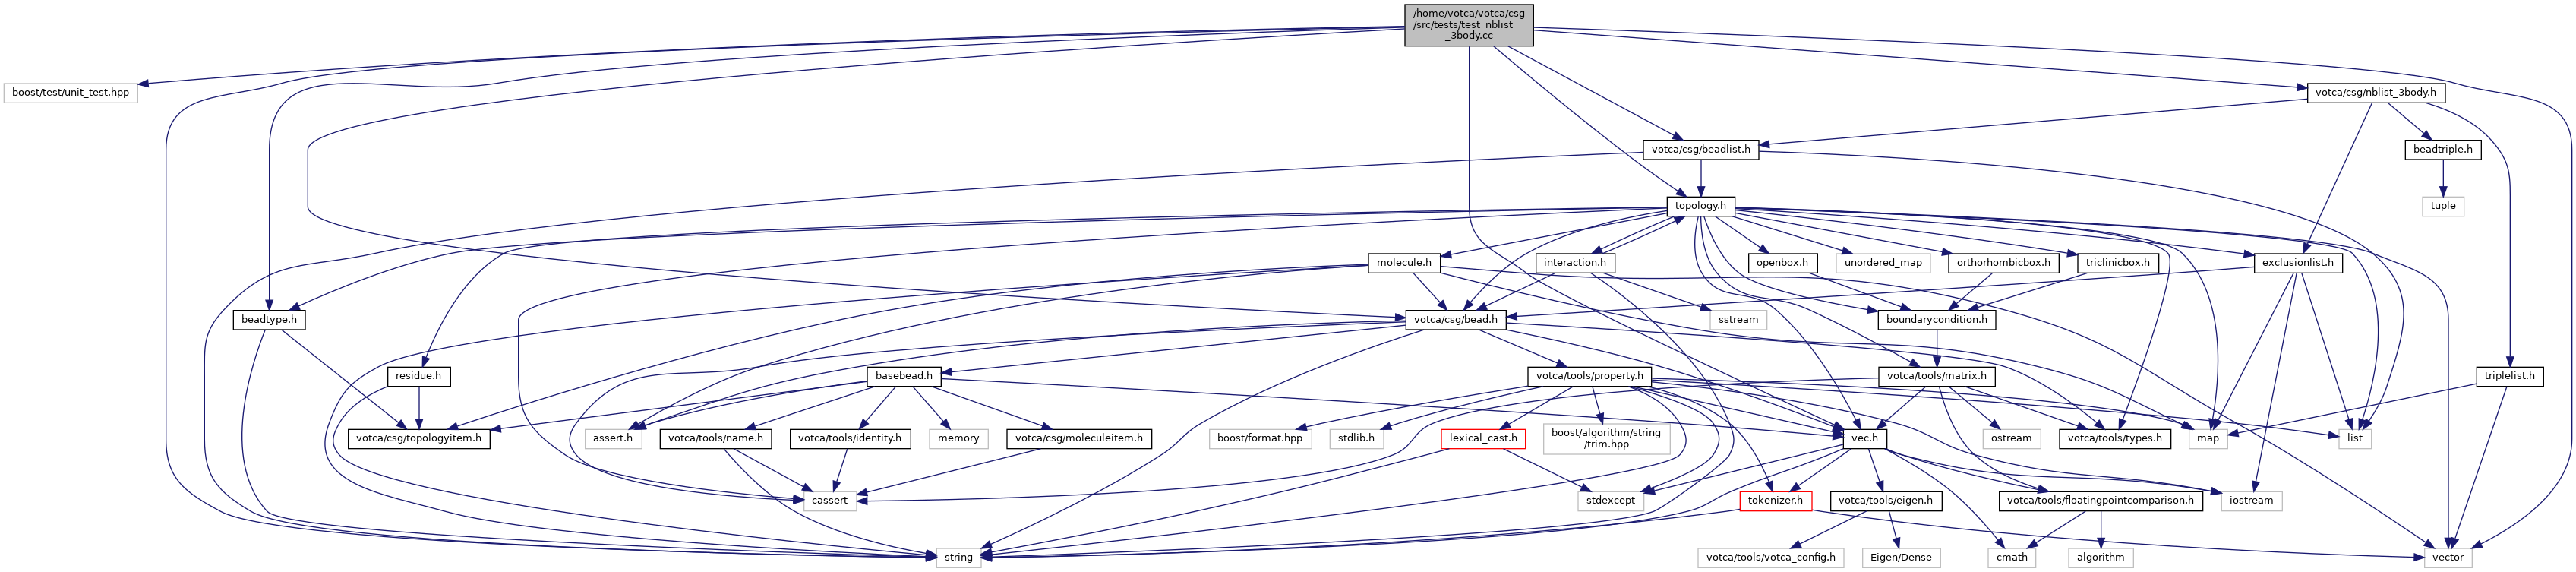 /home/votca/votca/csg
/src/tests/test_nblist
_3body.cc
boost/test/unit_test.hpp
votca/csg/nblist_3body.h
votca/csg/beadlist.h
beadtriple.h
topology.h
tuple
molecule.h
interaction.h
openbox.h
unordered_map
orthorhombicbox.h
triclinicbox.h
exclusionlist.h
beadtype.h
votca/csg/bead.h
sstream
boundarycondition.h
residue.h
basebead.h
votca/tools/property.h
votca/tools/matrix.h
triplelist.h
votca/csg/topologyitem.h
assert.h
votca/tools/name.h
votca/tools/identity.h
memory
votca/csg/moleculeitem.h
boost/format.hpp
stdlib.h
lexical_cast.h
boost/algorithm/string
/trim.hpp
vec.h
ostream
votca/tools/types.h
map
list
cassert
stdexcept
tokenizer.h
votca/tools/eigen.h
votca/tools/floatingpointcomparison.h
iostream
string
votca/tools/votca_config.h
Eigen/Dense
cmath
algorithm
vector